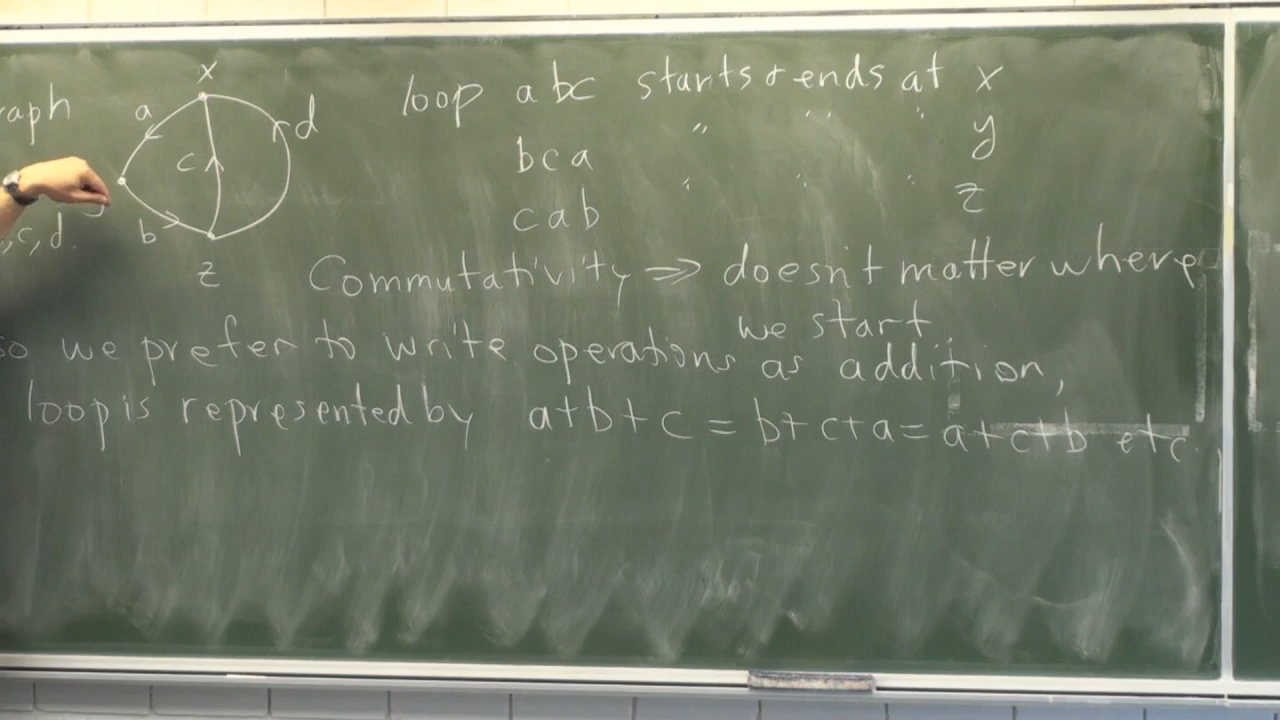 x
a
d
c
b
z
c, d.
loop abc starts & ends at x
" " " y
bca
" " " z
cab
Commutativity ⇒ doesn't matter where
we start.
so we prefer to write operations as addition,
loop is represented by a+b+c = b+c+a = a+c+b etc.